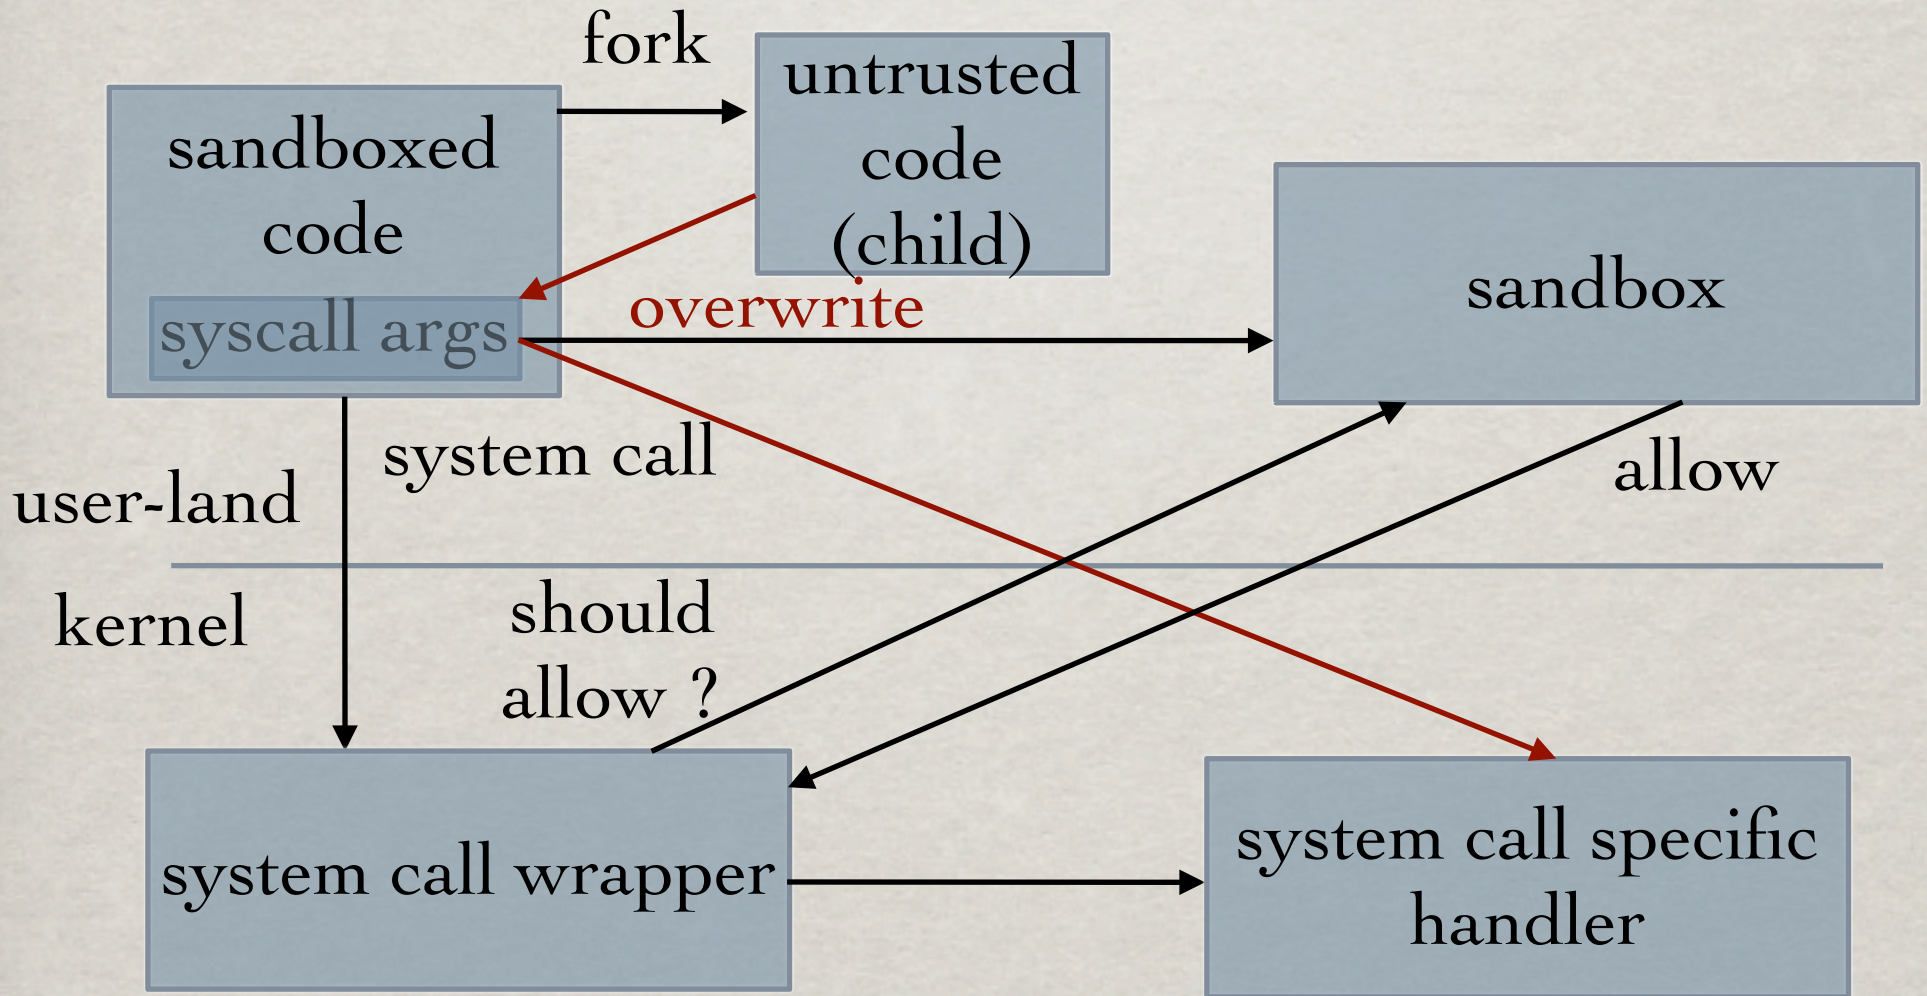 fork
untrusted
code
(child)
sandboxed
code
syscall args
overwrite
sandbox
system call
allow
user-land
kernel
should
allow ?
system call wrapper
system call specific
handler